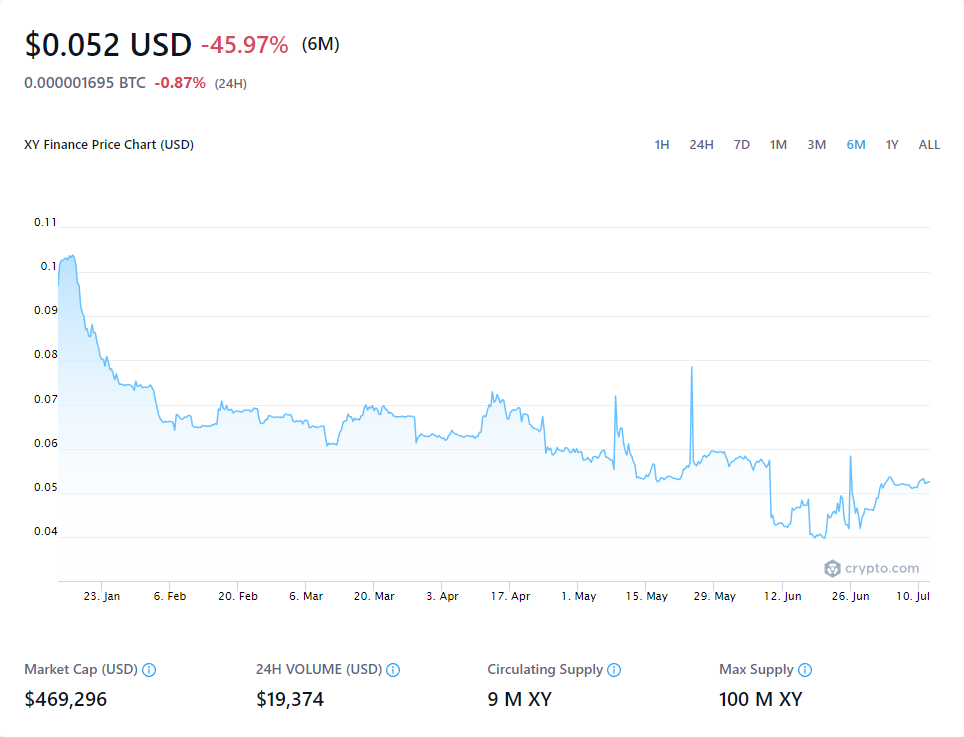 $0.052 USD -45.97% (6M)
0.000001695 BTC -0.87% (24H)
XY Finance Price Chart (USD) 1H 24H 7D 1M 3M 6M 1Y ALL
0.11
0.1
0.09
0.08
0.07
0.06
0.05
0.04
crypto.com
23. Jan 6. Feb 20. Feb 6. Mar 20. Mar 3. Apr 17. Apr 1. May 15. May 29. May 12. Jun 26. Jun 10. Jul
Market Cap (USD) 24H VOLUME (USD) Circulating Supply Max Supply
$469,296 $19,374 9 M XY 100 M XY